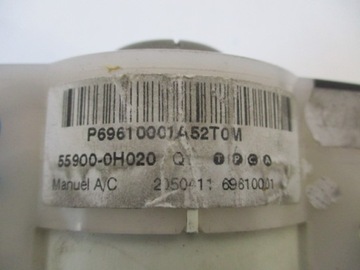 P69610001A52T0M
55900-0H020 Q T P C A
Manuel A/C 2050411 69610001